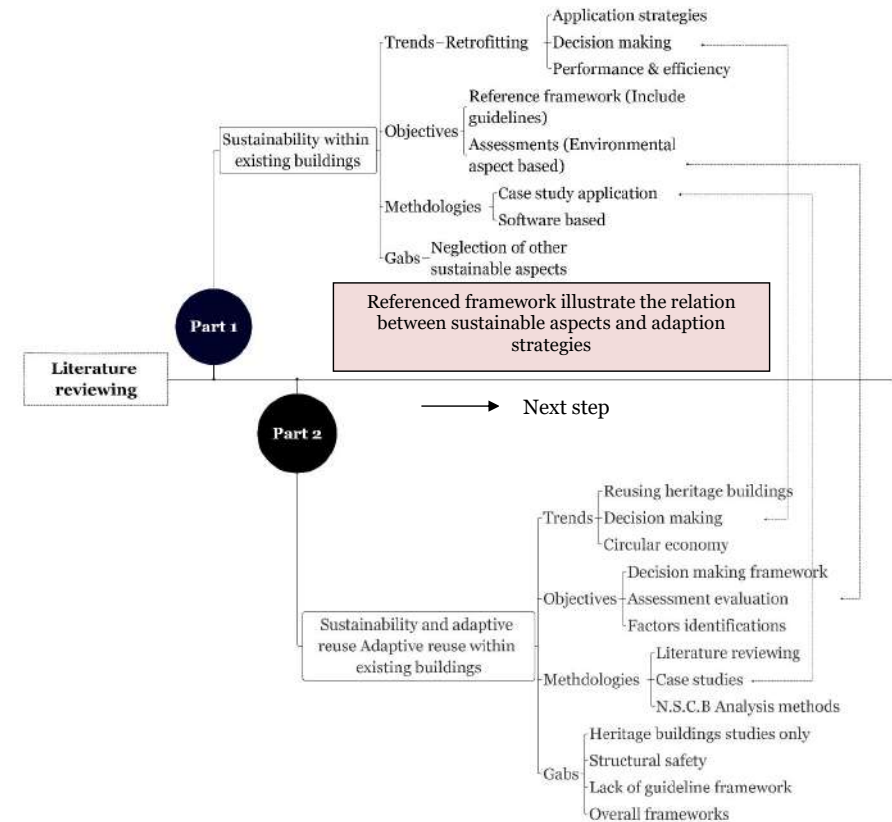 Application strategies
Trends
Retrofitting
Decision making
Performance & efficiency
Reference framework (Include
guidelines)
Objectives
Assessments (Environmental
aspect based)
Sustainability within
existing buildings
Case study application
Methdologies
Software based
Gabs
Neglection of other
sustainable aspects
Referenced framework illustrate the relation
between sustainable aspects and adaption
strategies
Part 1
Literature
reviewing
Next step
Part 2
Reusing heritage buildings
Trends
Decision making
Circular economy
Decision making framework
Objectives
Assessment evaluation
Factors identifications
Sustainability and adaptive
reuse Adaptive reuse within
existing buildings
Literature reviewing
Methdologies
Case studies
N.S.C.B Analysis methods
Heritage buildings studies only
Structural safety
Gabs
Lack of guideline framework
Overall frameworks